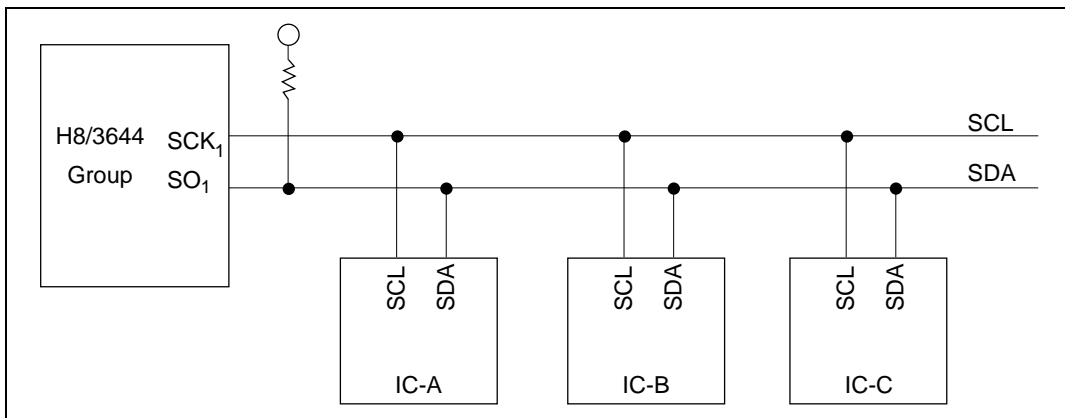 H8/3644
Group
SCK₁
SO₁
SCL
SDA
SCL SDA
IC-A
SCL SDA
IC-B
SCL SDA
IC-C